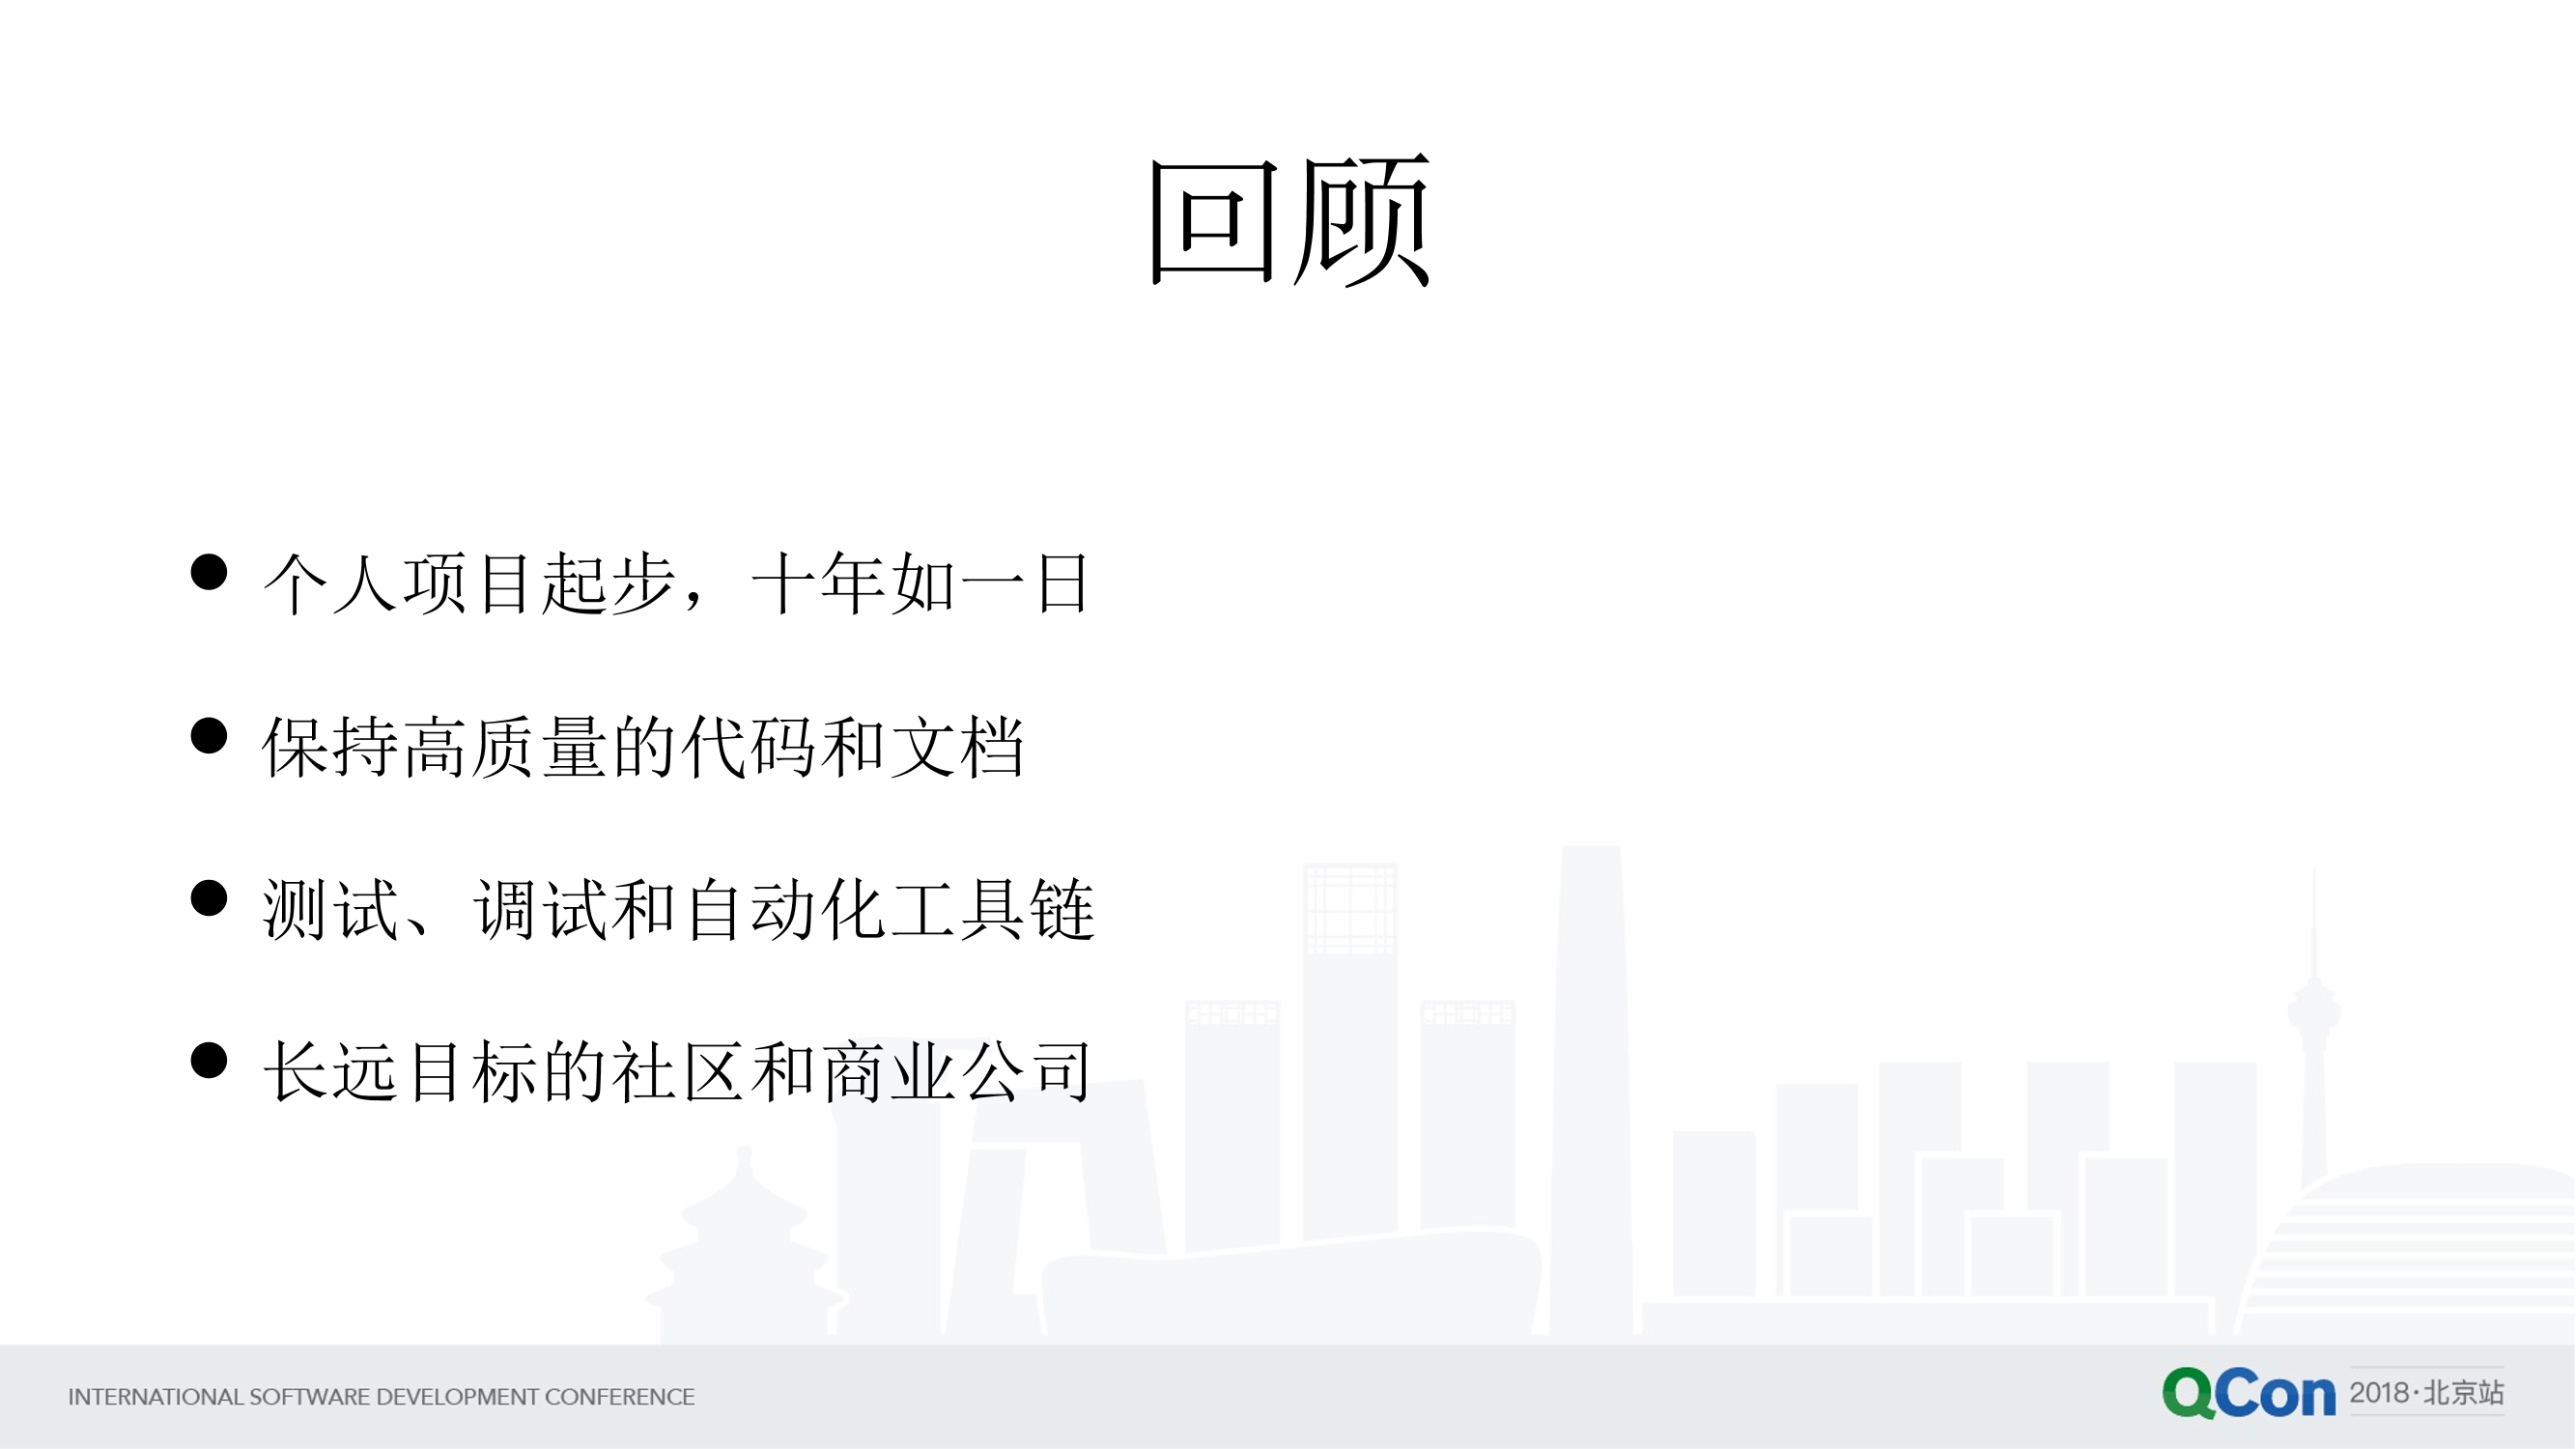 回顾
● 个人项目起步，十年如一日
● 保持高质量的代码和文档
● 测试、调试和自动化工具链
● 长远目标的社区和商业公司
INTERNATIONAL SOFTWARE DEVELOPMENT CONFERENCE
QCon 2018·北京站